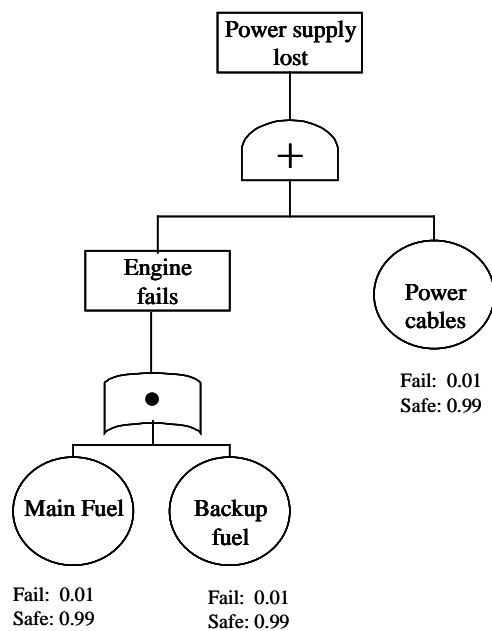 Power supply
lost
+
Engine
fails
Power
cables
Fail: 0.01
Safe: 0.99
Main Fuel
Backup
fuel
Fail: 0.01
Safe: 0.99
Fail: 0.01
Safe: 0.99